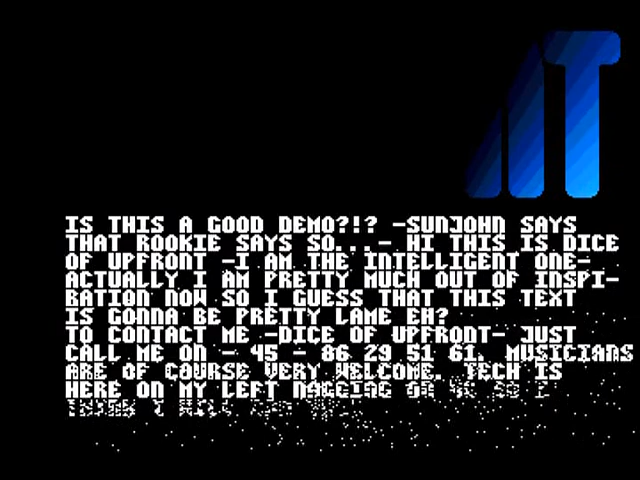 IS THIS A GOOD DEMO?!? -SUNJOHN SAYS
THAT ROOKIE SAYS SO...- HI THIS IS DICE
OF UPFRONT -I AM THE INTELLIGENT ONE-
ACTUALLY I AM PRETTY MUCH OUT OF INSPI-
RATION NOW SO I GUESS THAT THIS TEXT
IS GONNA BE PRETTY LAME EH?
TO CONTACT ME -DICE OF UPFRONT- JUST
CALL ME ON - 45 - 86 29 51 61. MUSICIANS
ARE OF COURSE VERY WELCOME. TECH IS
HERE ON MY LEFT NAGGING